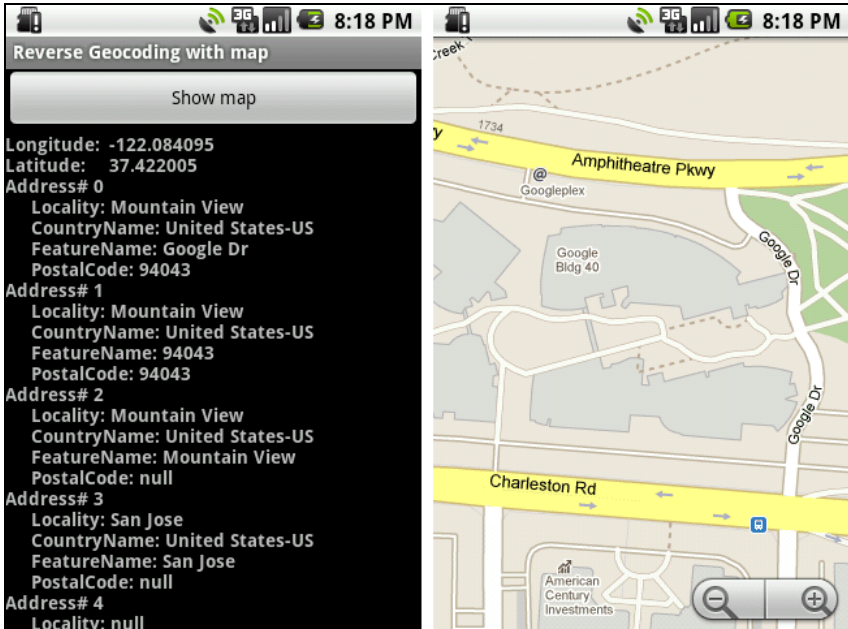 8:18 PM
Reverse Geocoding with map
Show map
Longitude: -122.084095
Latitude: 37.422005
Address# 0
Locality: Mountain View
CountryName: United States-US
FeatureName: Google Dr
PostalCode: 94043
Address# 1
Locality: Mountain View
CountryName: United States-US
FeatureName: 94043
PostalCode: 94043
Address# 2
Locality: Mountain View
CountryName: United States-US
FeatureName: Mountain View
PostalCode: null
Address# 3
Locality: San Jose
CountryName: United States-US
FeatureName: San Jose
PostalCode: null
Address# 4
Locality: null
3G
8:18 PM
Creek T
1734
y
Amphitheatre Pkwy
@
Googleplex
Google
Bldg 40
Google Dr
Google Dr
Charleston Rd
American
Century
Investments